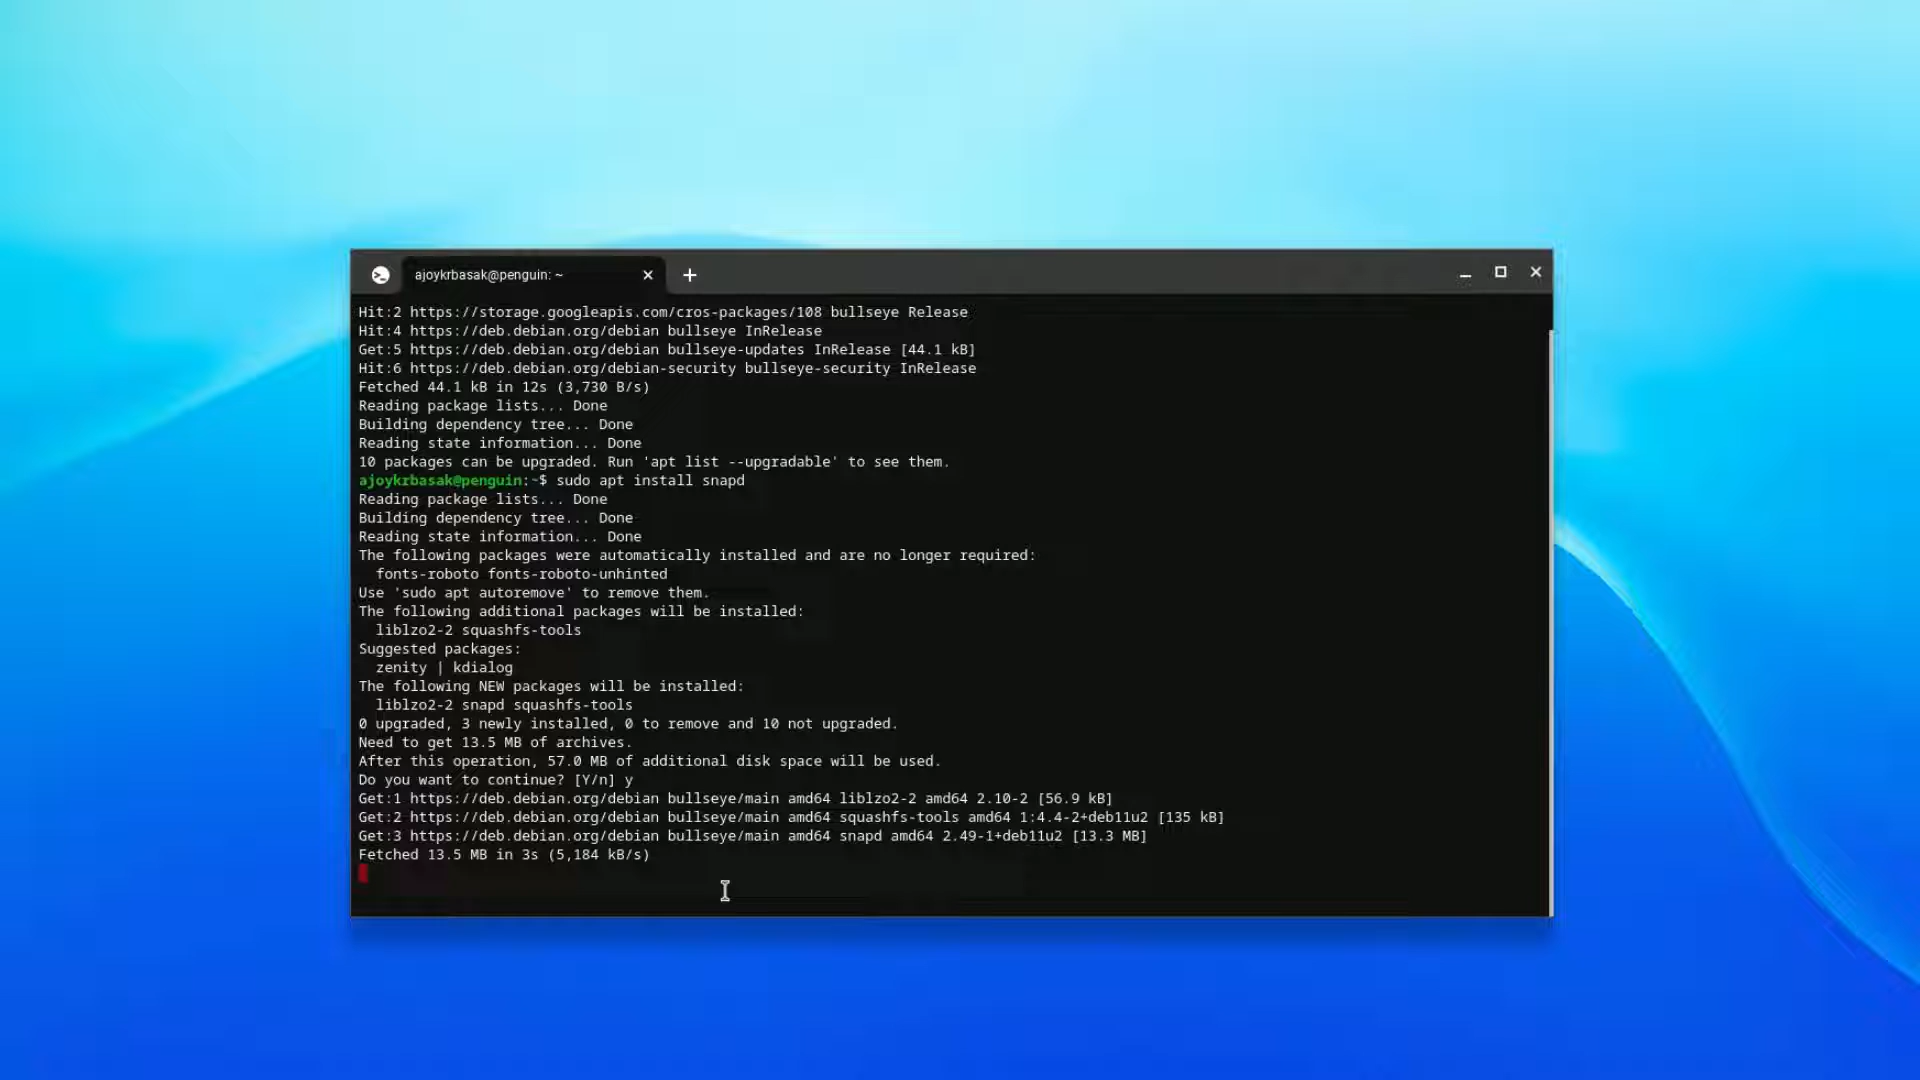 ajoykrbasak@penguin: ~
Hit:2 https://storage.googleapis.com/cros-packages/108 bullseye Release
Hit:4 https://deb.debian.org/debian bullseye InRelease
Get:5 https://deb.debian.org/debian bullseye-updates InRelease [44.1 kB]
Hit:6 https://deb.debian.org/debian-security bullseye-security InRelease
Fetched 44.1 kB in 12s (3,730 B/s)
Reading package lists... Done
Building dependency tree... Done
Reading state information... Done
10 packages can be upgraded. Run 'apt list --upgradable' to see them.
ajoykrbasak@penguin:~$ sudo apt install snapd
Reading package lists... Done
Building dependency tree... Done
Reading state information... Done
The following packages were automatically installed and are no longer required:
  fonts-roboto fonts-roboto-unhinted
Use 'sudo apt autoremove' to remove them.
The following additional packages will be installed:
  liblzo2-2 squashfs-tools
Suggested packages:
  zenity | kdialog
The following NEW packages will be installed:
  liblzo2-2 snapd squashfs-tools
0 upgraded, 3 newly installed, 0 to remove and 10 not upgraded.
Need to get 13.5 MB of archives.
After this operation, 57.0 MB of additional disk space will be used.
Do you want to continue? [Y/n] y
Get:1 https://deb.debian.org/debian bullseye/main amd64 liblzo2-2 amd64 2.10-2 [56.9 kB]
Get:2 https://deb.debian.org/debian bullseye/main amd64 squashfs-tools amd64 1:4.4-2+deb11u2 [135 kB]
Get:3 https://deb.debian.org/debian bullseye/main amd64 snapd amd64 2.49-1+deb11u2 [13.3 MB]
Fetched 13.5 MB in 3s (5,184 kB/s)